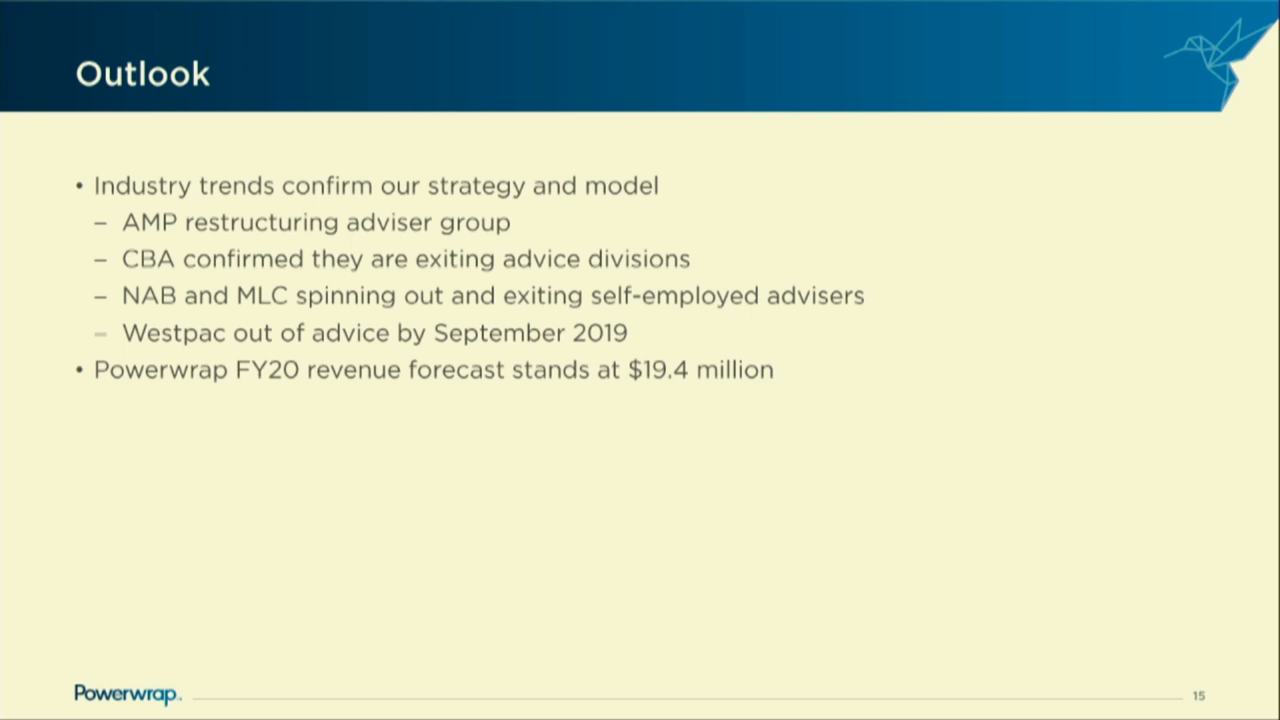 Outlook
• Industry trends confirm our strategy and model
– AMP restructuring adviser group
– CBA confirmed they are exiting advice divisions
– NAB and MLC spinning out and exiting self-employed advisers
– Westpac out of advice by September 2019
• Powerwrap FY20 revenue forecast stands at $19.4 million
Powerwrap
15